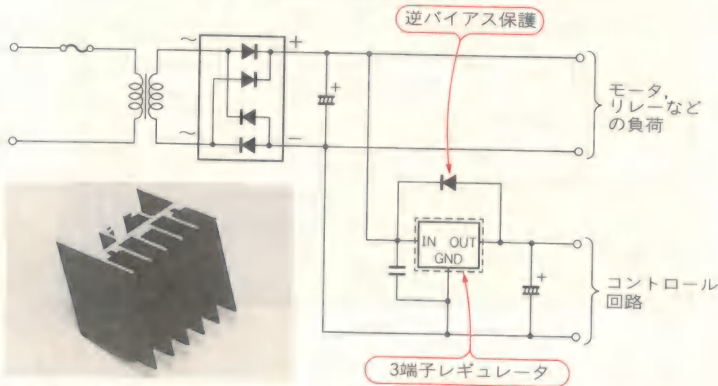 逆バイアス保護
～
+
+
～
−
モータ,
リレーなど
の負荷
IN OUT
GND
+
コントロール
回路
3端子レギュレータ